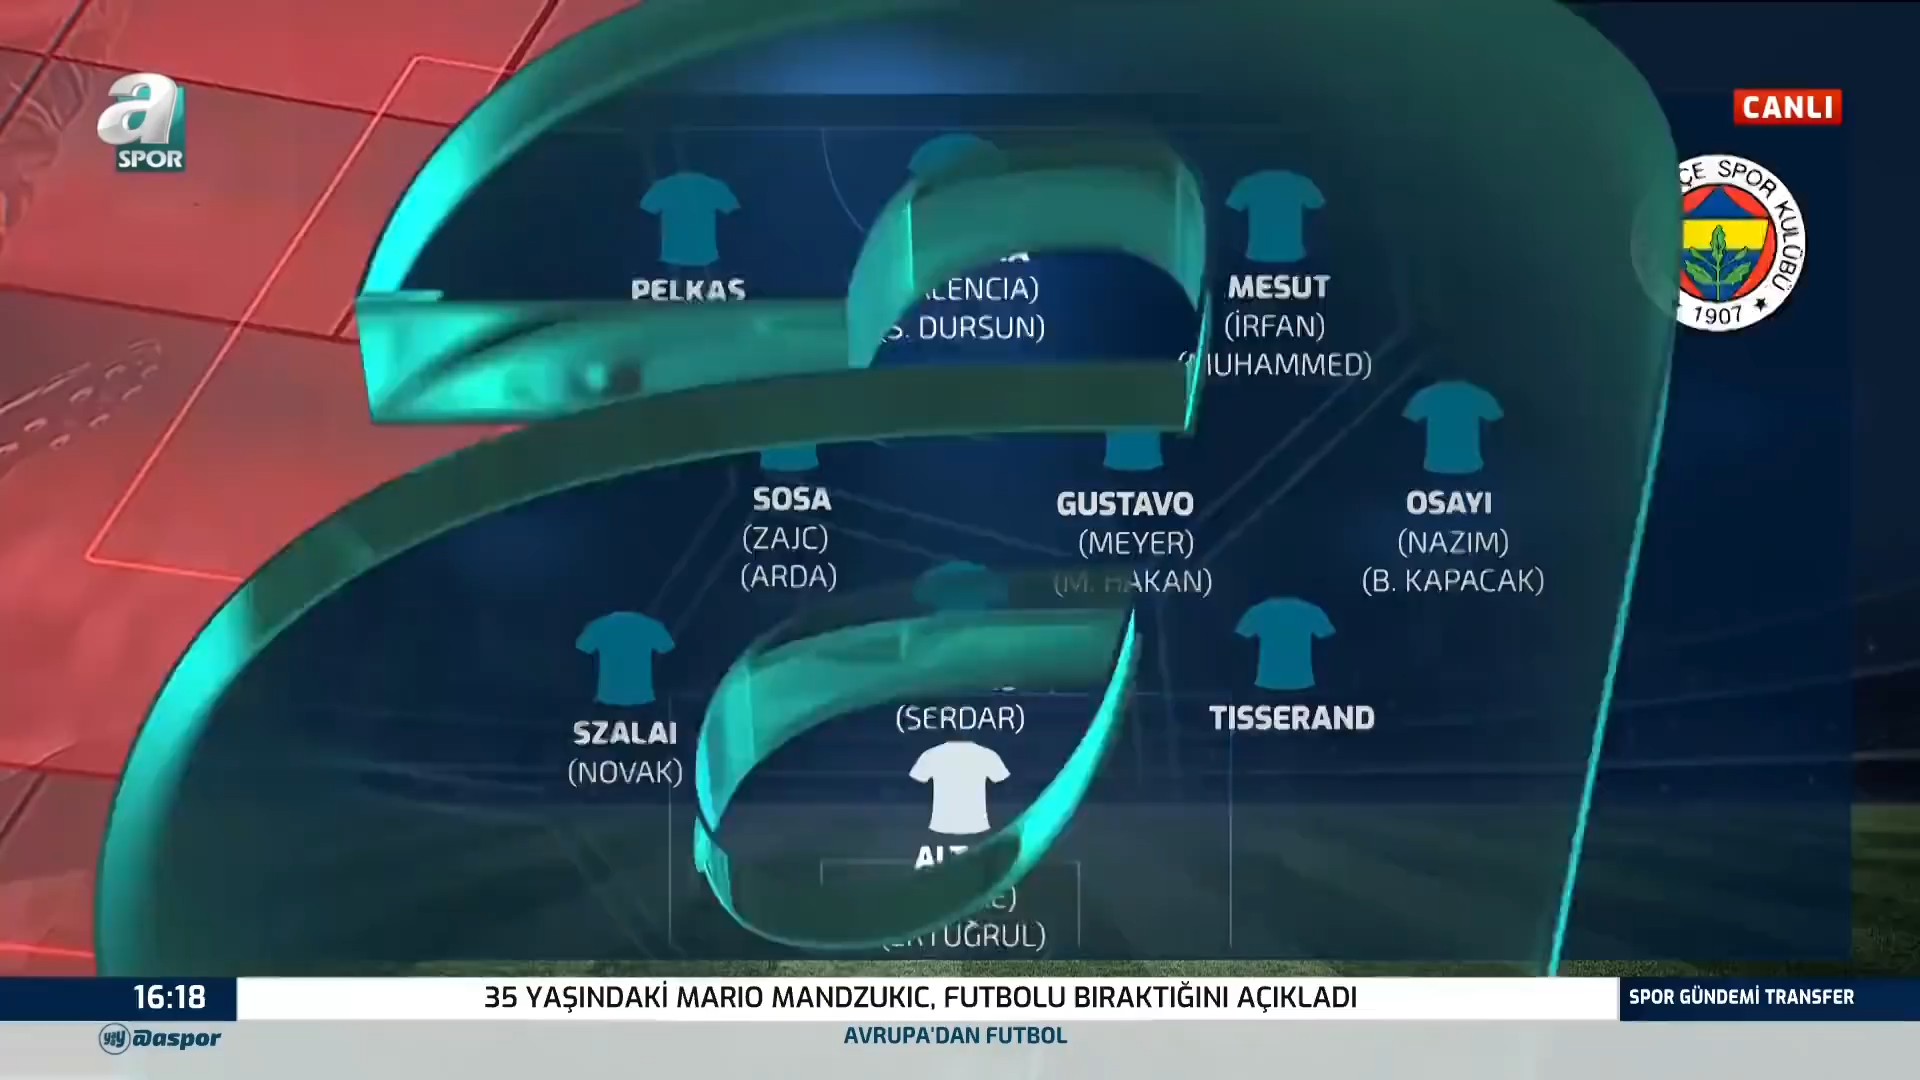 a
SPOR
CANLI
ÇE SPOR KULÜBÜ
1907
PELKAS
(S. DURSUN)
MESUT
(İRFAN)
(MUHAMMED)
SOSA
(ZAJC)
(ARDA)
GUSTAVO
(MEYER)
(M. HAKAN)
OSAYI
(NAZIM)
(B. KAPACAK)
SZALAI
(NOVAK)
(SERDAR)
TISSERAND
16:18
35 YAŞINDAKİ MARIO MANDZUKIC, FUTBOLU BIRAKTIĞINI AÇIKLADI
SPOR GÜNDEMİ TRANSFER
@aspor
AVRUPA'DAN FUTBOL